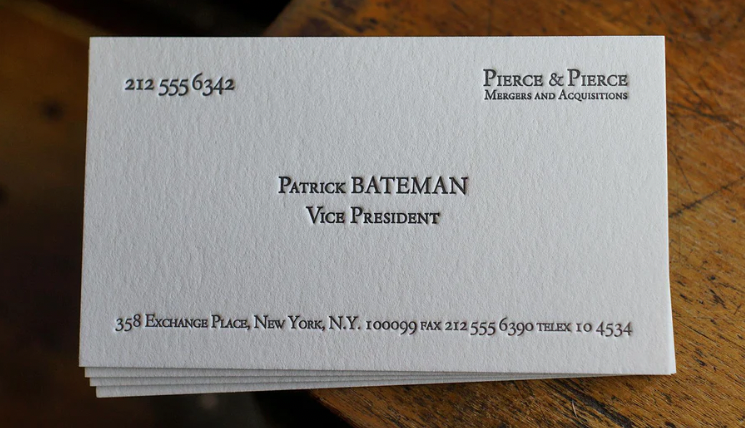 212 555 6342
Pierce & Pierce
Mergers and Acquisitions
Patrick BATEMAN
Vice President
358 Exchange Place, New York, N.Y. 100099 fax 212 555 6390 telex 10 4534